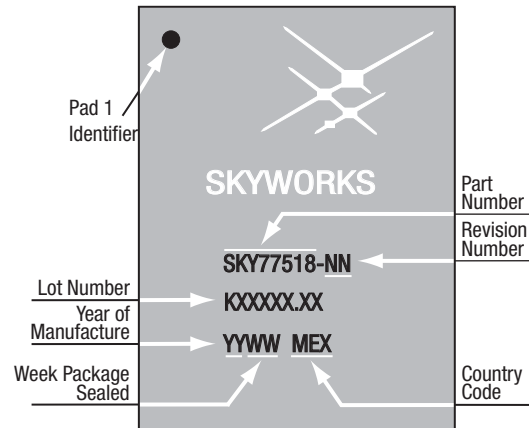 Pad 1
Identifier
SKYWORKS
Part
Number
SKY77518-NN
Revision
Number
Lot Number
KXXXXX.XX
Year of
Manufacture
YYWW MEX
Week Package
Sealed
Country
Code